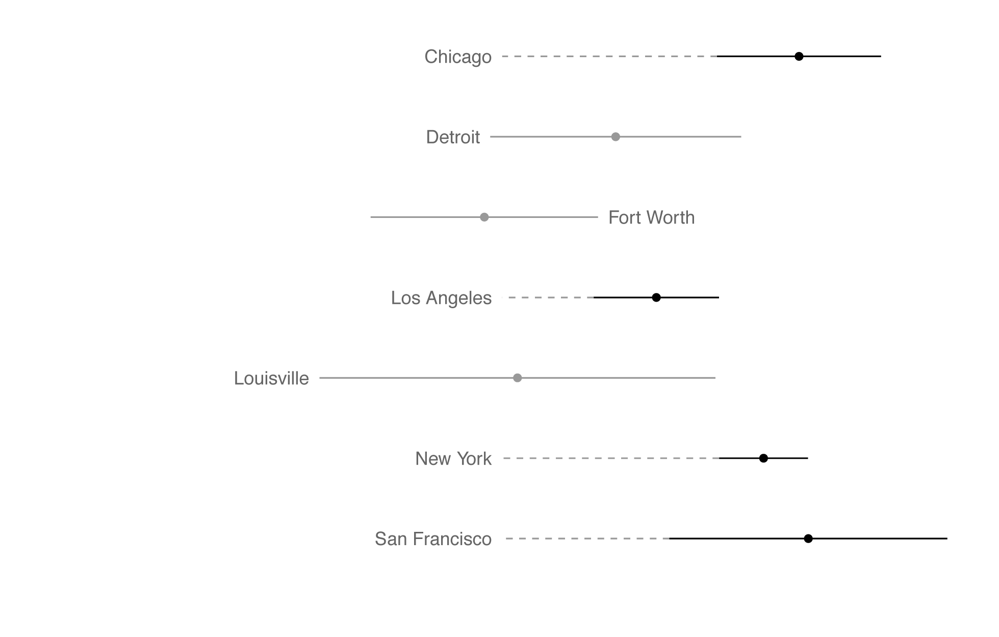 Chicago
Detroit
Fort Worth
Los Angeles
Louisville
New York
San Francisco